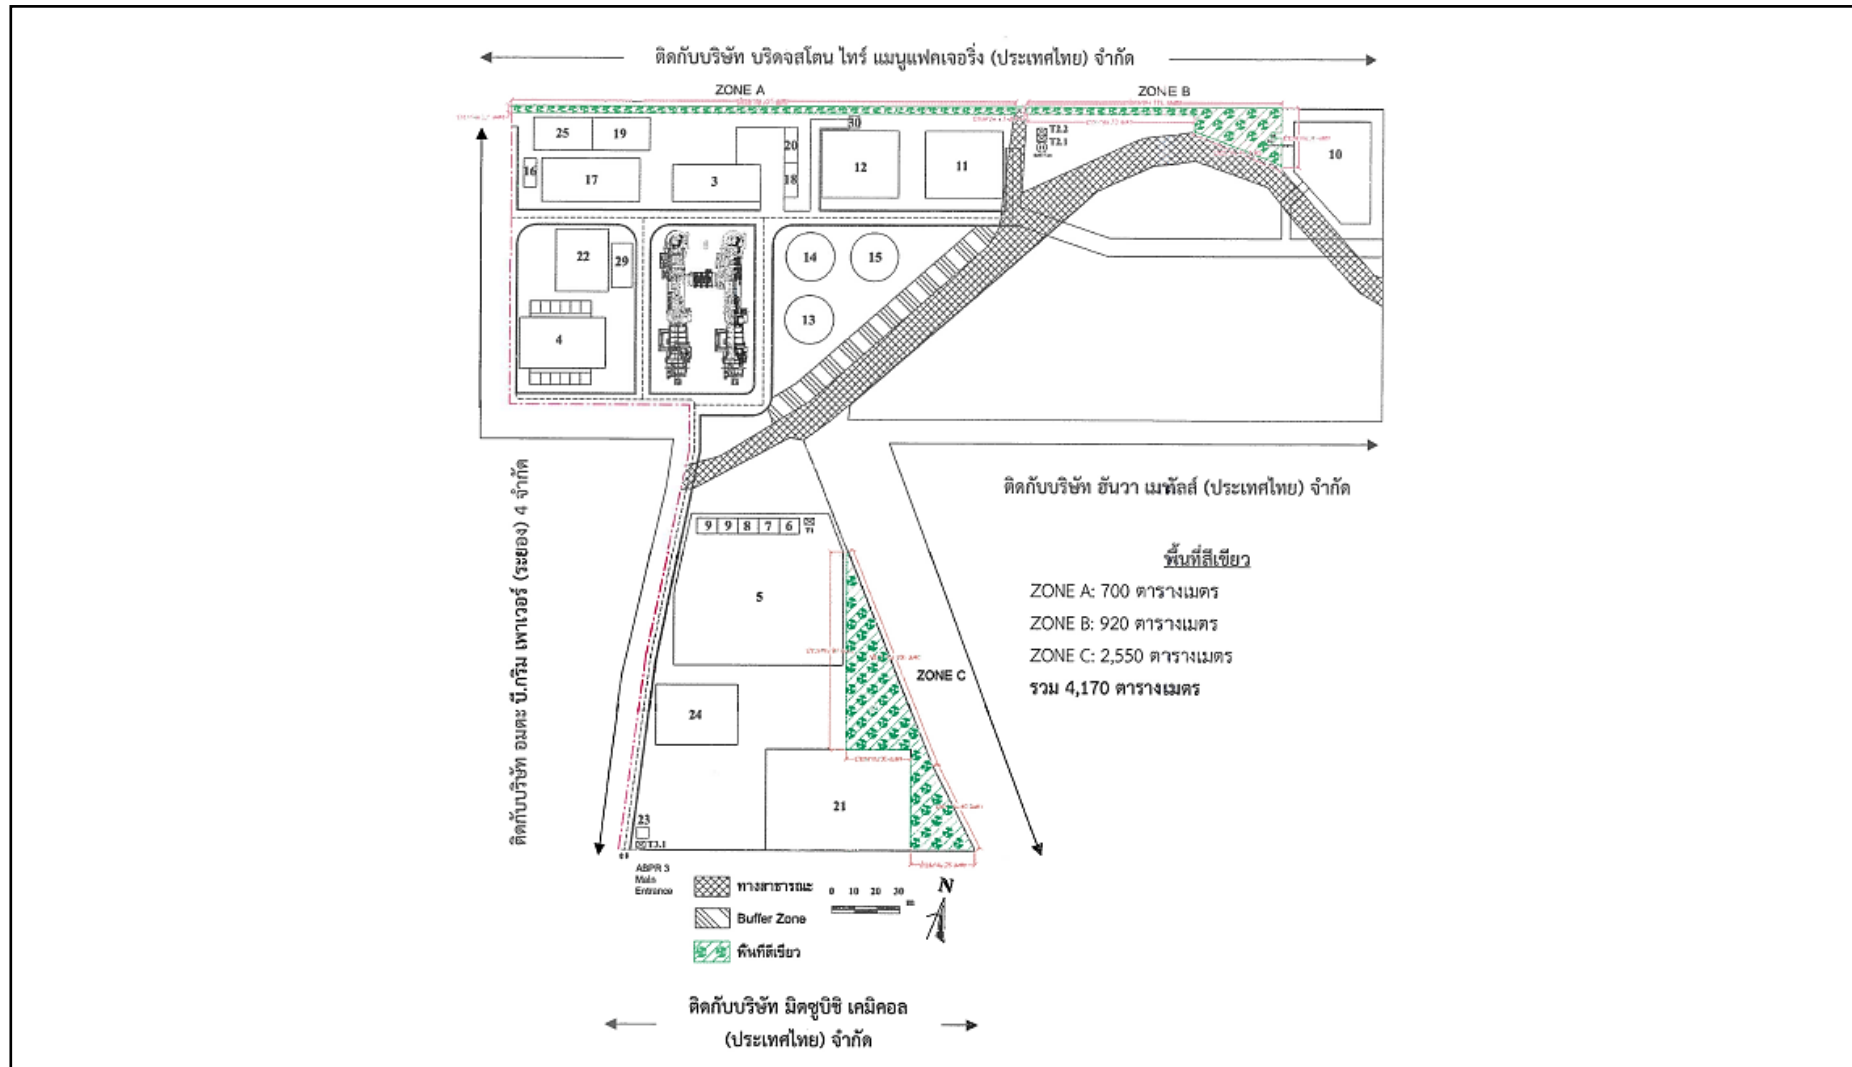 ติดกับบริษัท บริดจสโตน ไทร์ แมนูแฟคเจอริ่ง (ประเทศไทย) จำกัด
ZONE A
ZONE B
25
19
30
T2.2
T2.1
20
12
11
10
16
17
3
18
22
29
14
15
13
4
ติดกับบริษัท อมตะ บี.กริม เพาเวอร์ (ระยอง) 4 จำกัด
ติดกับบริษัท ฮันวา เมทัลส์ (ประเทศไทย) จำกัด
9 9 8 7 6
5
พื้นที่สีเขียว
ZONE A: 700 ตารางเมตร
ZONE B: 920 ตารางเมตร
ZONE C: 2,550 ตารางเมตร
รวม 4,170 ตารางเมตร
ZONE C
24
21
23
T3.1
ABPR 3
Main
Entrance
ทางสาธารณะ
0 10 20 30
m
N
Buffer Zone
พื้นที่สีเขียว
ติดกับบริษัท มิตซูบิชิ เคมิคอล
(ประเทศไทย) จำกัด